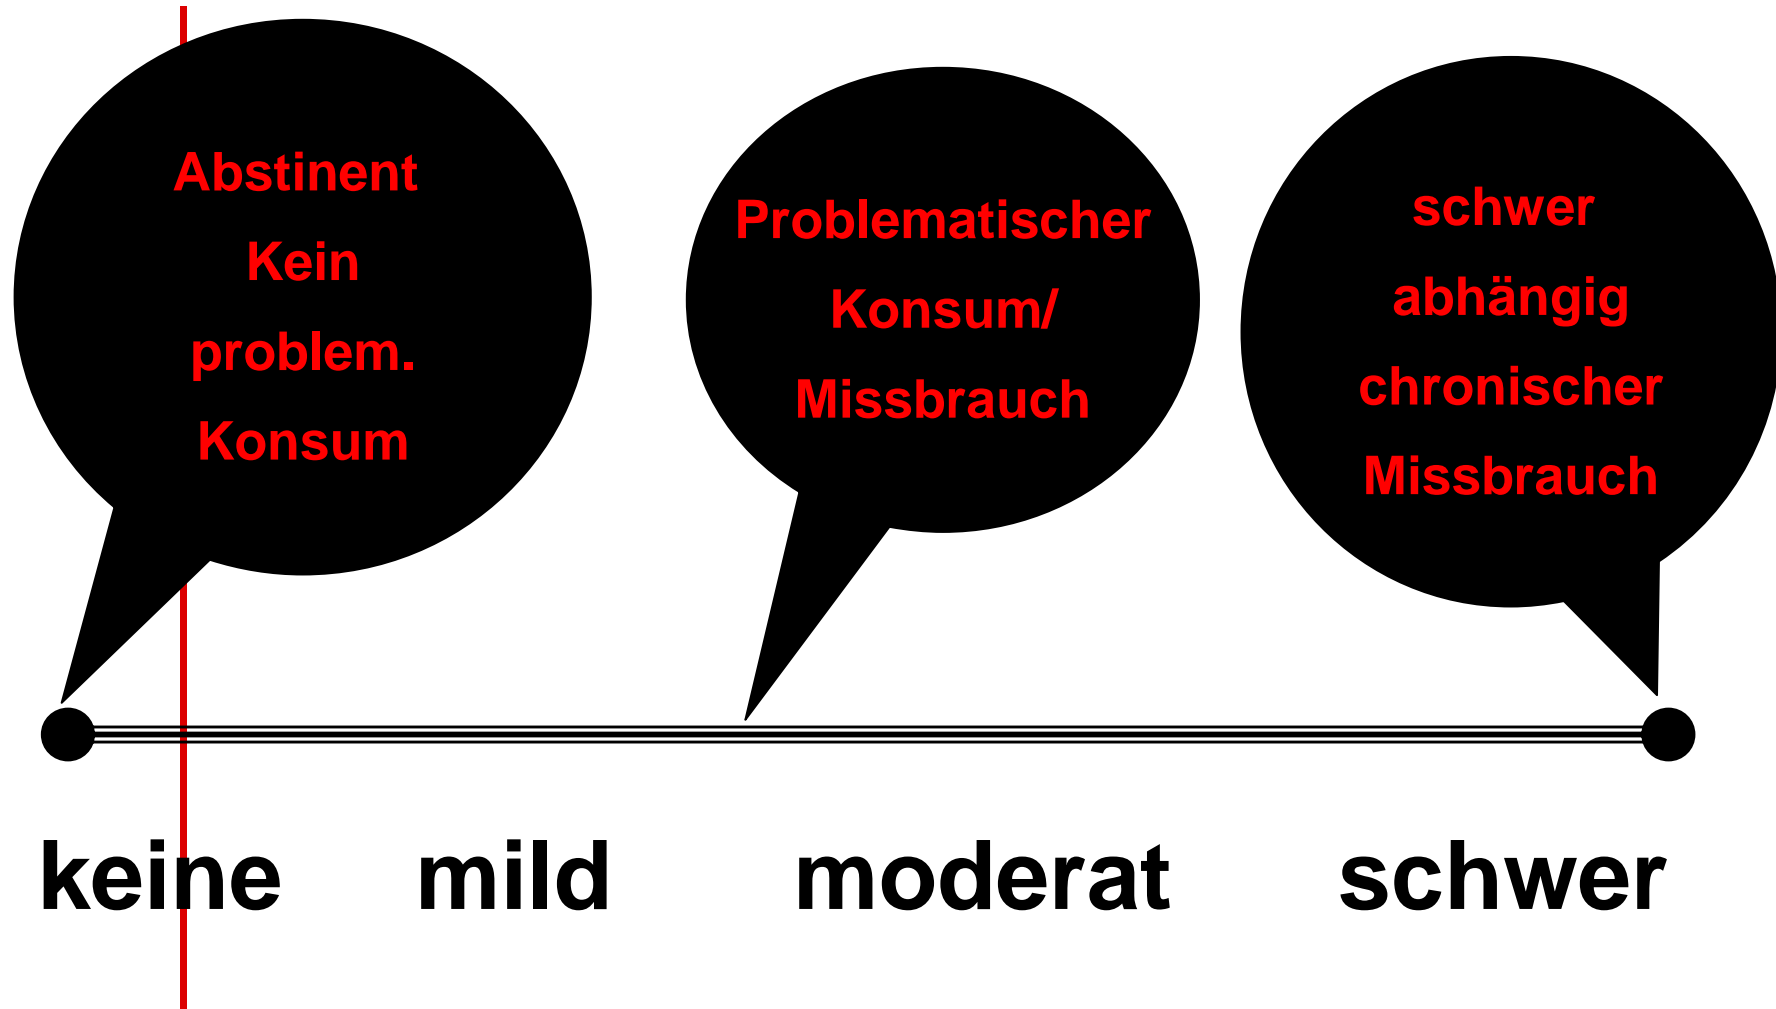 Abstinent
Kein
problem.
Konsum
Problematischer
Konsum/
Missbrauch
schwer
abhängig
chronischer
Missbrauch
keine mild moderat schwer